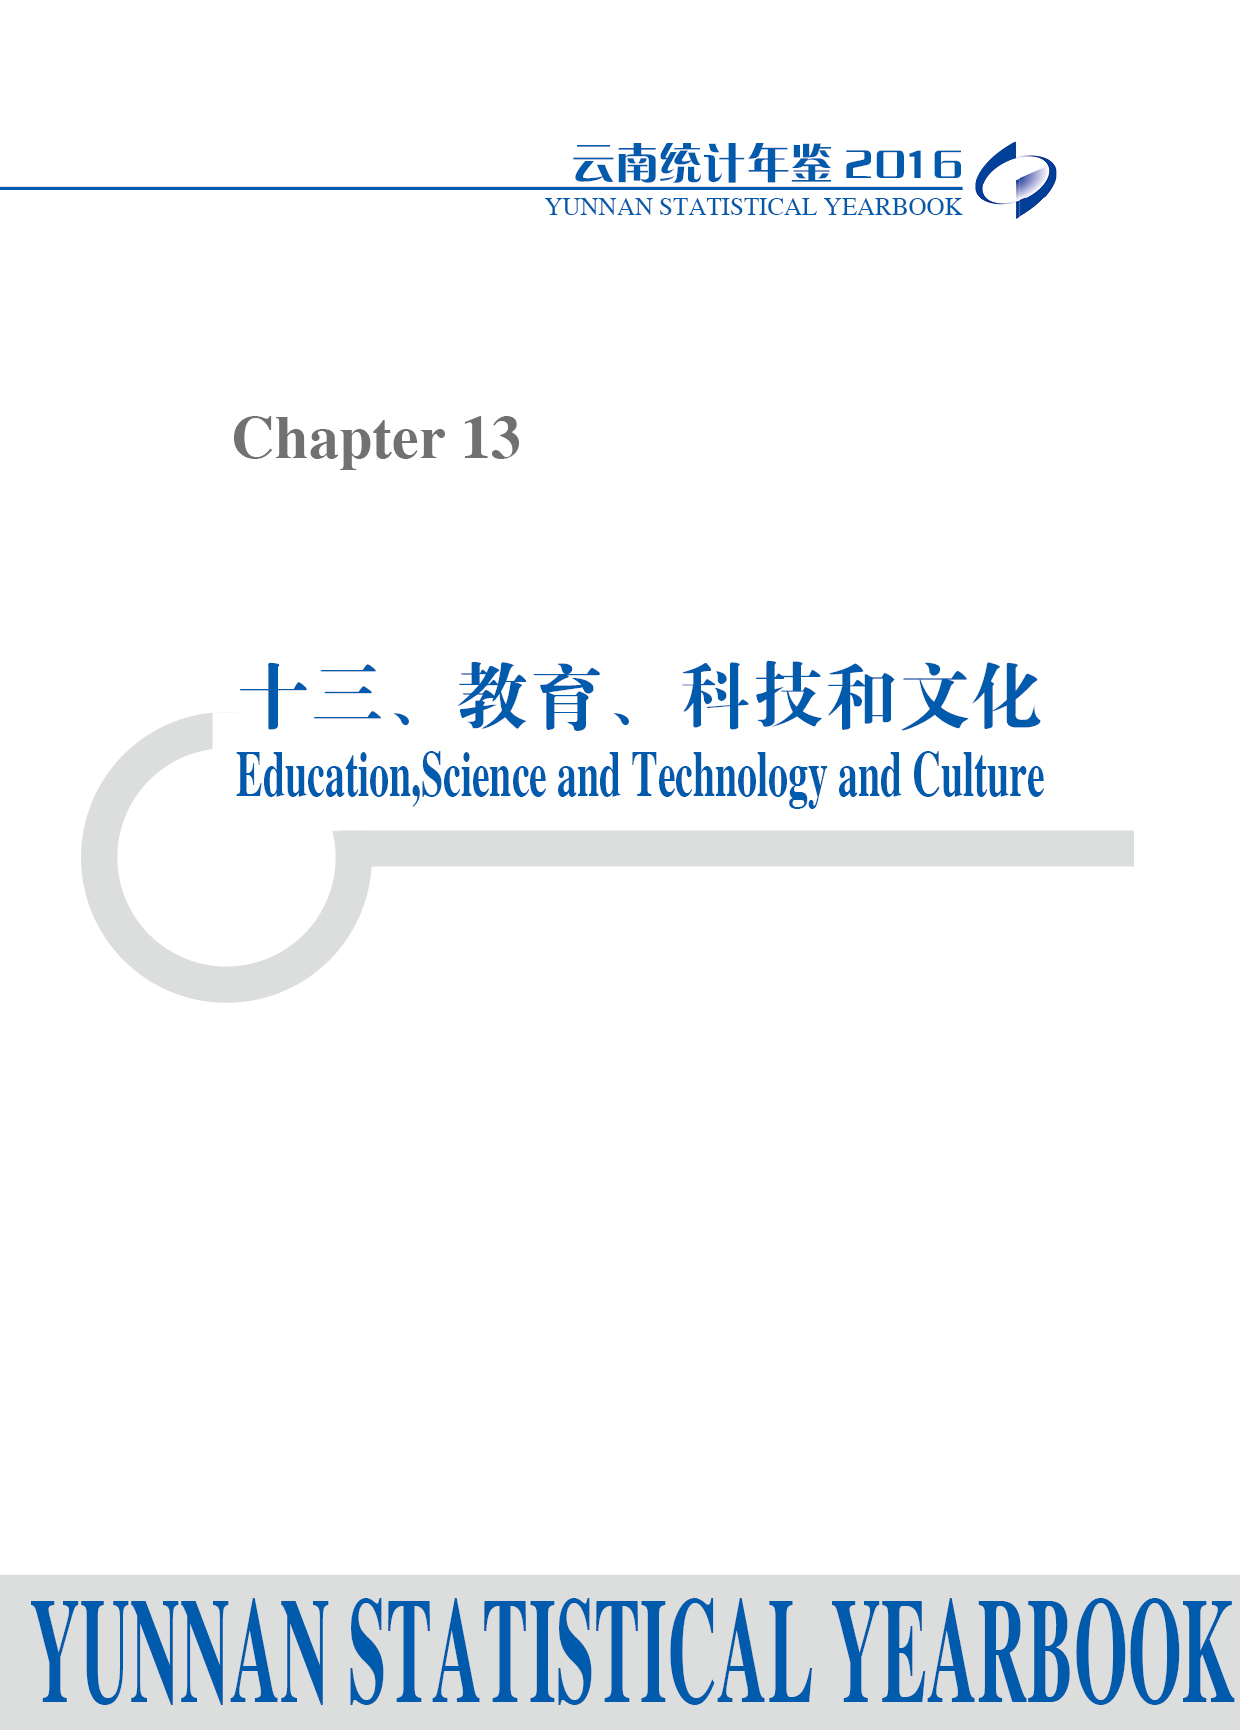 云南统计年鉴 2016
YUNNAN STATISTICAL YEARBOOK
Chapter 13
十三、教育、科技和文化
Education,Science and Technology and Culture
YUNNAN STATISTICAL YEARBOOK